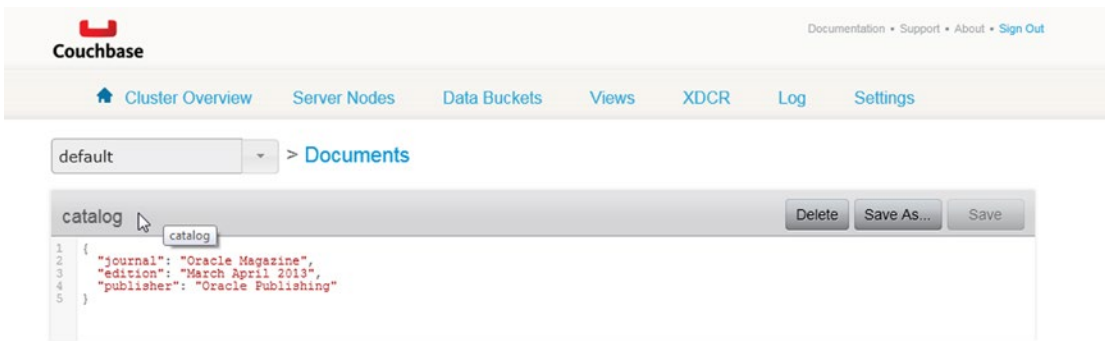 Couchbase
Documentation • Support • About • Sign Out
Cluster Overview Server Nodes Data Buckets Views XDCR Log Settings
default > Documents
catalog Delete Save As... Save
catalog
1 {
2 "journal": "Oracle Magazine",
3 "edition": "March April 2013",
4 "publisher": "Oracle Publishing"
5 }